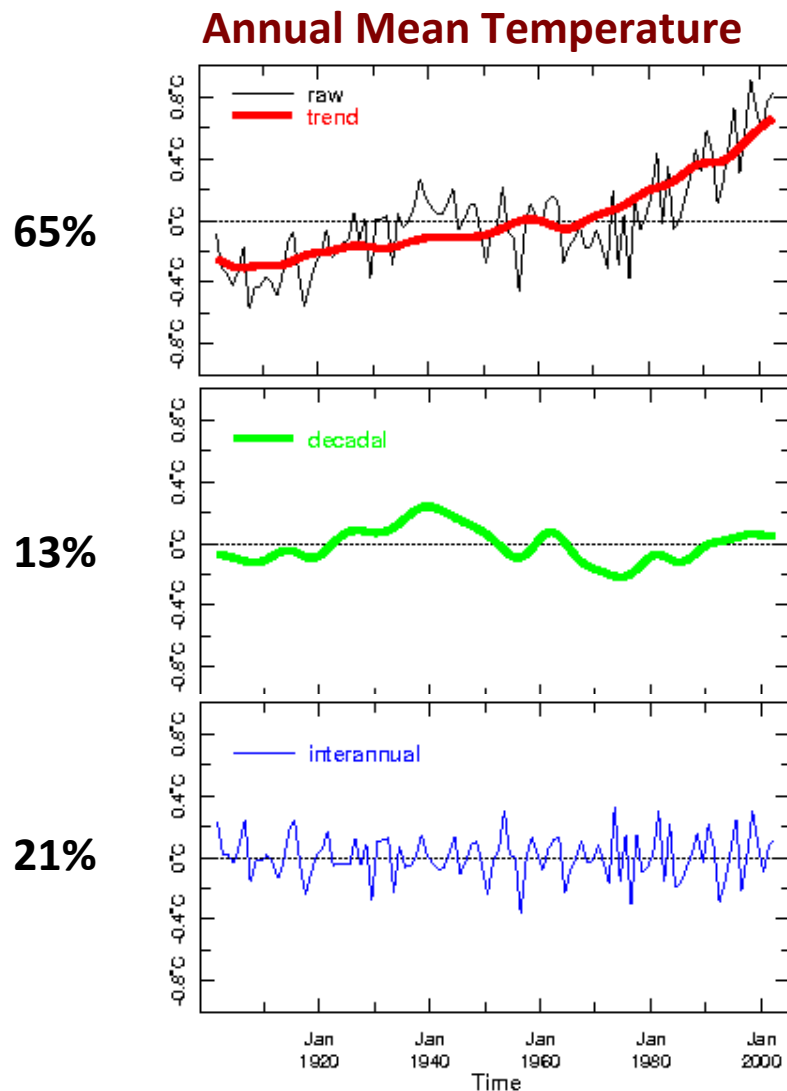 Annual Mean Temperature
65%
0.8°C
0.4°C
0°C
-0.4°C
-0.8°C
raw
trend
13%
0.8°C
0.4°C
0°C
-0.4°C
-0.8°C
decadal
21%
0.8°C
0.4°C
0°C
-0.4°C
-0.8°C
interannual
Jan Jan Jan Jan Jan
1920 1940 1960 1980 2000
Time